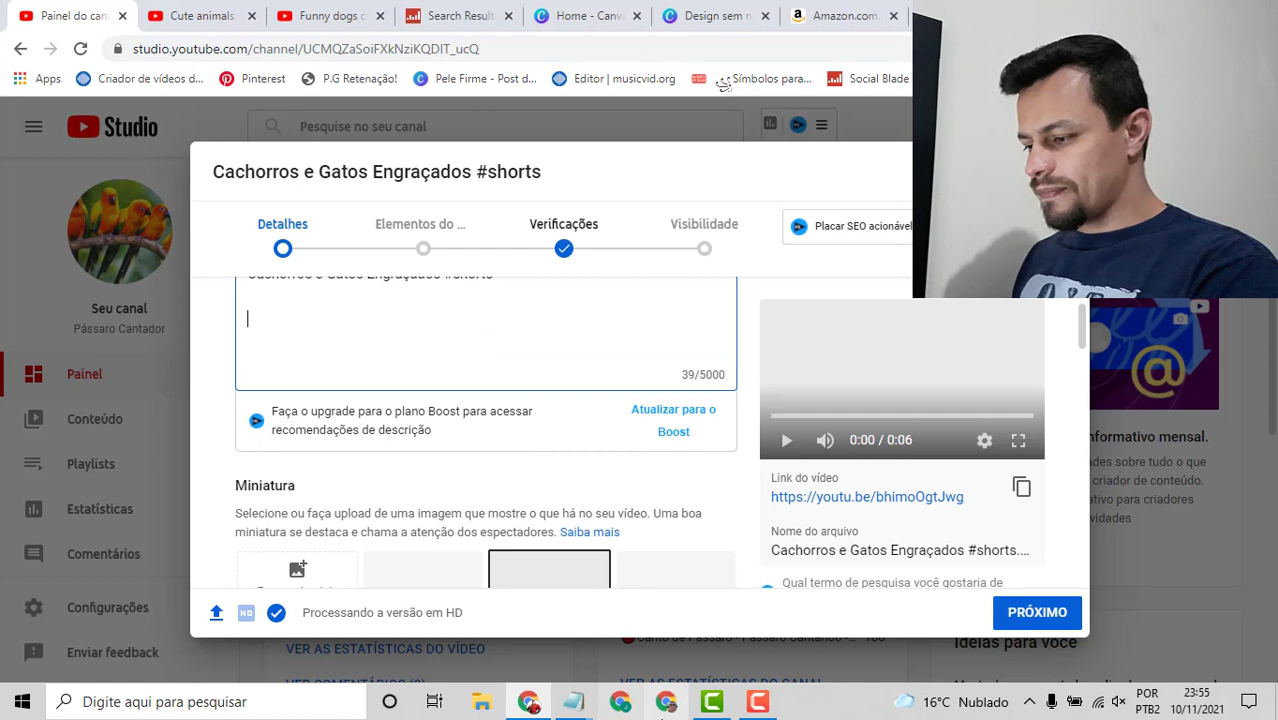 Painel do ca
Cute animals
Funny dogs c
Search Result
Home - Canva
Design sem n
Amazon.com
studio.youtube.com/channel/UCMQZaSoiFXkNziKQDIT_ucQ
Apps
Criador de vídeos d...
Pinterest
P.G Retenação!
Pele Firme - Post d...
Editor | musicvid.org
Símbolos para...
Social Blade
Studio
Pesquise no seu canal
Cachorros e Gatos Engraçados #shorts
Detalhes
Elementos do ...
Verificações
Visibilidade
Placar SEO acionável
Cachorros e Gatos Engraçados #shorts
39/5000
Faça o upgrade para o plano Boost para acessar
recomendações de descrição
Atualizar para o
Boost
Miniatura
Selecione ou faça upload de uma imagem que mostre o que há no seu vídeo. Uma boa
miniatura se destaca e chama a atenção dos espectadores. Saiba mais
0:00 / 0:06
Link do vídeo
https://youtu.be/bhimoOgtJwg
Nome do arquivo
Cachorros e Gatos Engraçados #shorts....
Qual termo de pesquisa você gostaria de
HD
Processando a versão em HD
PRÓXIMO
Seu canal
Pássaro Cantador
Painel
Conteúdo
Playlists
Estatísticas
Comentários
Configurações
Enviar feedback
@
informativo mensal.
VER AS ESTATÍSTICAS DO VÍDEO
Ideias para você
Digite aqui para pesquisar
16°C Nublado
POR
PTB2
23:55
10/11/2021